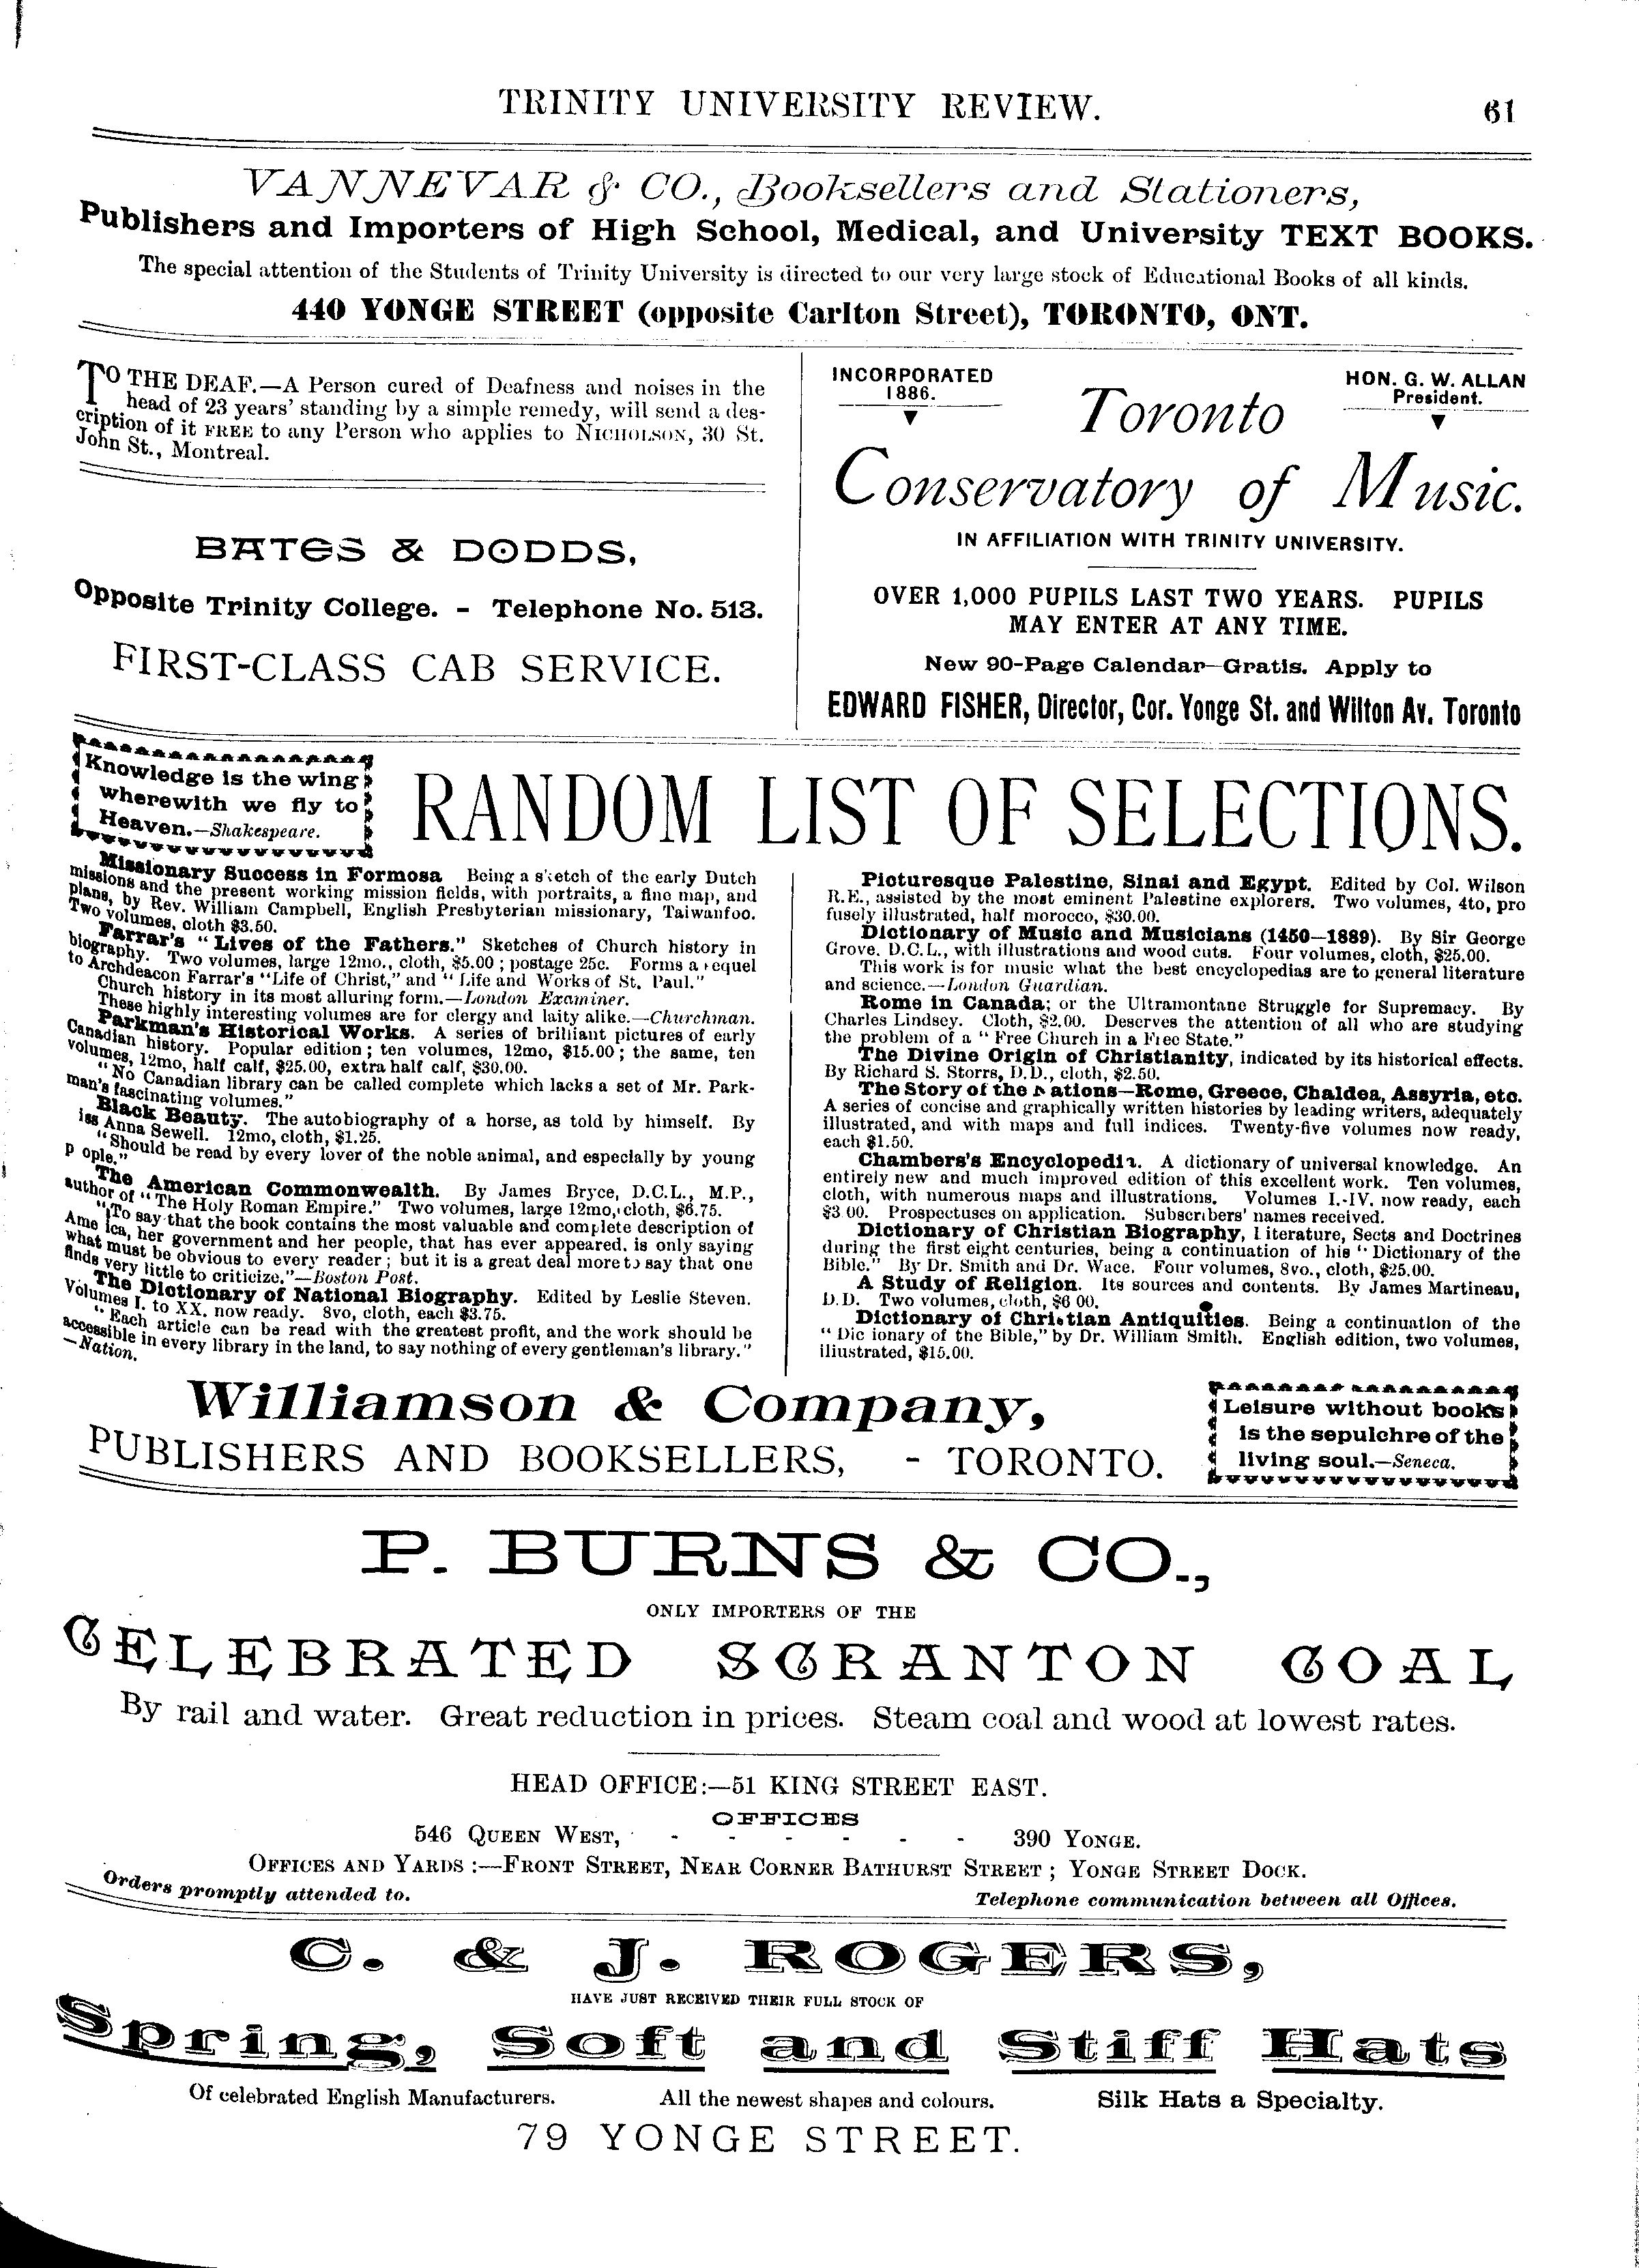 TRINITY UNIVERSITY REVIEW. 61
VANNEVAR & CO., Booksellers and Stationers,
Publishers and Importers of High School, Medical, and University TEXT BOOKS.
The special attention of the Students of Trinity University is directed to our very large stock of Educational Books of all kinds.
440 YONGE STREET (opposite Carlton Street), TORONTO, ONT.
TO THE DEAF.—A Person cured of Deafness and noises in the
head of 23 years' standing by a simple remedy, will send a des-
cription of it FREE to any Person who applies to NICHOLSON, 30 St.
John St., Montreal.
BATES & DODDS,
Opposite Trinity College. - Telephone No. 513.
FIRST-CLASS CAB SERVICE.
INCORPORATED
1886.
HON. G. W. ALLAN
President.
Toronto
Conservatory of Music.
IN AFFILIATION WITH TRINITY UNIVERSITY.
OVER 1,000 PUPILS LAST TWO YEARS. PUPILS
MAY ENTER AT ANY TIME.
New 90-Page Calendar—Gratis. Apply to
EDWARD FISHER, Director, Cor. Yonge St. and Wilton Av. Toronto
Knowledge is the wing
wherewith we fly to
Heaven.—Shakespeare.
RANDOM LIST OF SELECTIONS.
Missionary Success in Formosa Being a sketch of the early Dutch
missions and the present working mission fields, with portraits, a fine map, and
plans, by Rev. William Campbell, English Presbyterian missionary, Taiwanfoo.
Two volumes, cloth $3.50.
Farrar's "Lives of the Fathers." Sketches of Church history in
biography. Two volumes, large 12mo., cloth, $5.00; postage 25c. Forms a sequel
to Archdeacon Farrar's "Life of Christ," and "Life and Works of St. Paul."
Church history in its most alluring form.—London Examiner.
These highly interesting volumes are for clergy and laity alike.—Churchman.
Parkman's Historical Works. A series of brilliant pictures of early
Canadian history. Popular edition; ten volumes, 12mo, $15.00; the same, ten
volumes, 12mo, half calf, $25.00, extra half calf, $30.00.
"No Canadian library can be called complete which lacks a set of Mr. Park-
man's fascinating volumes."
Black Beauty. The autobiography of a horse, as told by himself. By
iss Anna Sewell. 12mo, cloth, $1.25.
"Should be read by every lover of the noble animal, and especially by young
p ople."
The American Commonwealth. By James Bryce, D.C.L., M.P.,
author of "The Holy Roman Empire." Two volumes, large 12mo, cloth, $6.75.
"To say that the book contains the most valuable and complete description of
Ame ica, her government and her people, that has ever appeared. is only saying
what must be obvious to every reader; but it is a great deal more to say that one
finds very little to criticize."—Boston Post.
The Dictionary of National Biography. Edited by Leslie Steven.
Volumes I. to XX. now ready. 8vo, cloth, each $3.75.
"Each article can be read with the greatest profit, and the work should be
accessible in every library in the land, to say nothing of every gentleman's library."
—Nation.
Picturesque Palestine, Sinai and Egypt. Edited by Col. Wilson
R.E., assisted by the most eminent Palestine explorers. Two volumes, 4to, pro
fusely illustrated, half morocco, $30.00.
Dictionary of Music and Musicians (1450–1889). By Sir George
Grove, D.C.L., with illustrations and wood cuts. Four volumes, cloth, $25.00.
This work is for music what the best encyclopedias are to general literature
and science.—London Guardian.
Rome in Canada; or the Ultramontane Struggle for Supremacy. By
Charles Lindsey. Cloth, $2.00. Deserves the attention of all who are studying
the problem of a "Free Church in a Free State."
The Divine Origin of Christianity, indicated by its historical effects.
By Richard S. Storrs, D.D., cloth, $2.50.
The Story of the Nations—Rome, Greece, Chaldea, Assyria, etc.
A series of concise and graphically written histories by leading writers, adequately
illustrated, and with maps and full indices. Twenty-five volumes now ready,
each $1.50.
Chambers's Encyclopedia. A dictionary of universal knowledge. An
entirely new and much improved edition of this excellent work. Ten volumes,
cloth, with numerous maps and illustrations. Volumes I.-IV. now ready, each
$3 00. Prospectuses on application. Subscribers' names received.
Dictionary of Christian Biography, Literature, Sects and Doctrines
during the first eight centuries, being a continuation of his "Dictionary of the
Bible." By Dr. Smith and Dr. Wace. Four volumes, 8vo., cloth, $25.00.
A Study of Religion. Its sources and contents. By James Martineau,
D.D. Two volumes, cloth, $6 00.
Dictionary of Christian Antiquities. Being a continuation of the
"Dic ionary of the Bible," by Dr. William Smith. English edition, two volumes,
illustrated, $15.00.
Williamson & Company,
PUBLISHERS AND BOOKSELLERS, - TORONTO.
Leisure without books
is the sepulchre of the
living soul.—Seneca.
P. BURNS & CO.,
ONLY IMPORTERS OF THE
CELEBRATED SCRANTON COAL
By rail and water. Great reduction in prices. Steam coal and wood at lowest rates.
HEAD OFFICE:—51 KING STREET EAST.
OFFICES
546 QUEEN WEST, - - - - - - 390 YONGE.
OFFICES AND YARDS:—FRONT STREET, NEAR CORNER BATHURST STREET; YONGE STREET DOCK.
Orders promptly attended to. Telephone communication between all Offices.
C. & J. ROGERS,
HAVE JUST RECEIVED THEIR FULL STOCK OF
Spring, Soft and Stiff Hats
Of celebrated English Manufacturers. All the newest shapes and colours. Silk Hats a Specialty.
79 YONGE STREET.